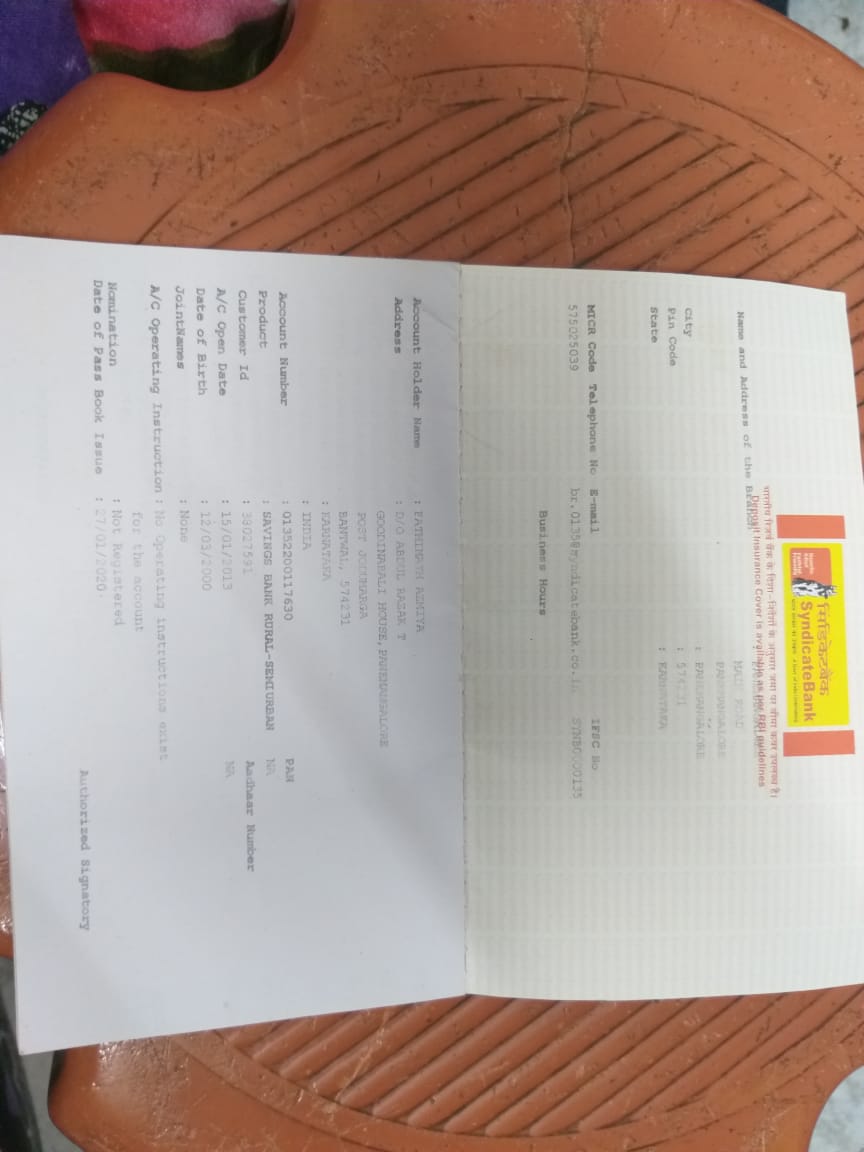 सिंडिकेटबैंक
SyndicateBank
भारतीय रिज़र्व बैंक के दिशा-निर्देशों के अनुसार जमा पर बीमा कवर उपलब्ध है।
Deposit Insurance Cover is available as per RBI guidelines
Name and Address of the Branch
MAIN ROAD
PANEMANGALORE
City : PANEMANGALORE
Pin Code : 574231
State : KARNATAKA
MICR Code Telephone No E-mail IFSC No
575025039 br.0135@syndicatebank.co.in SYNB0000135
Business Hours
Account Holder Name : FATHIMATH ASMIYA
Address : D/O ABDUL RAZAK T
GOODINABALI HOUSE, PANEMANGALORE
POST JODUMARGA
BANTWAL, 574231
: KARNATAKA
: INDIA
Account Number : 01352200117630 PAN
Product : SAVINGS BANK RURAL-SEMIURBAN NA
Customer Id Aadhaar Number
A/C Open Date : 15/01/2013 NA
Date of Birth : 12/03/2000
JointNames : None
A/C Operating Instruction : No Operating instructions exist
for the account
Nomination : Not Registered
Date of Pass Book Issue : 27/01/2020.
Authorized Signatory